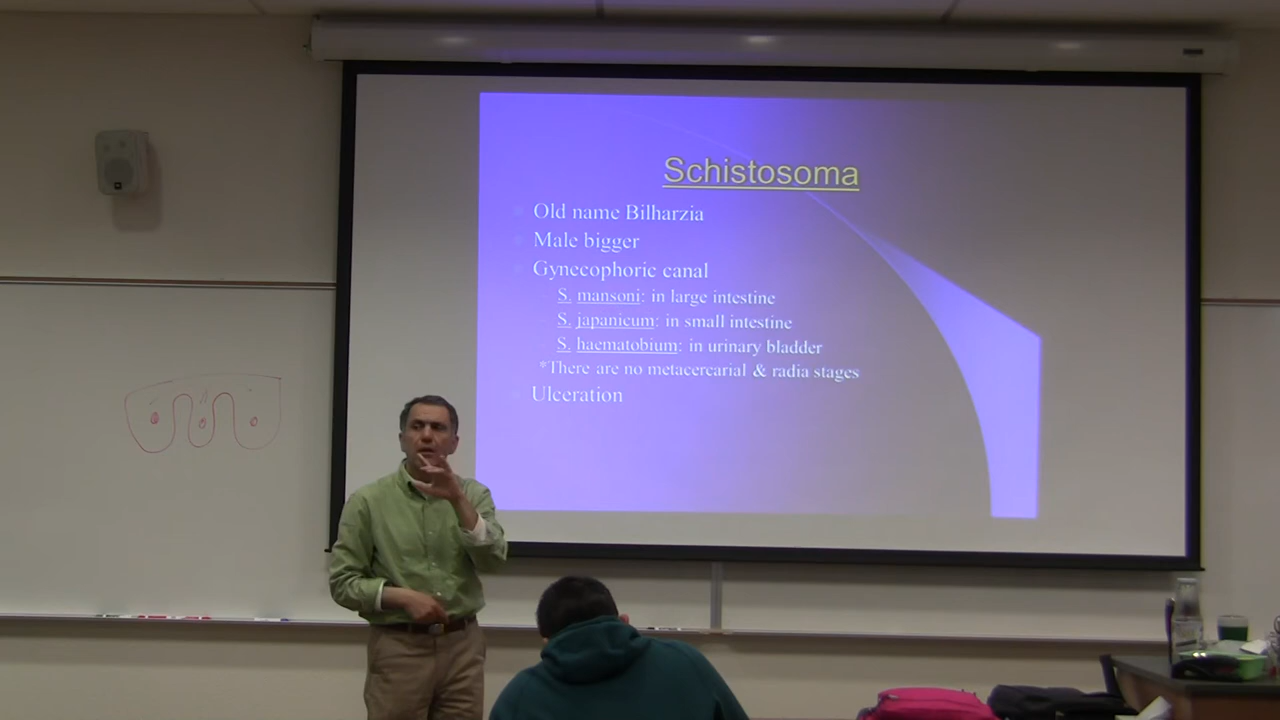 Schistosoma
Old name Bilharzia
Male bigger
Gynecophoric canal
S. mansoni: in large intestine
S. japanicum: in small intestine
S. haematobium: in urinary bladder
*There are no metacercarial & radia stages
Ulceration